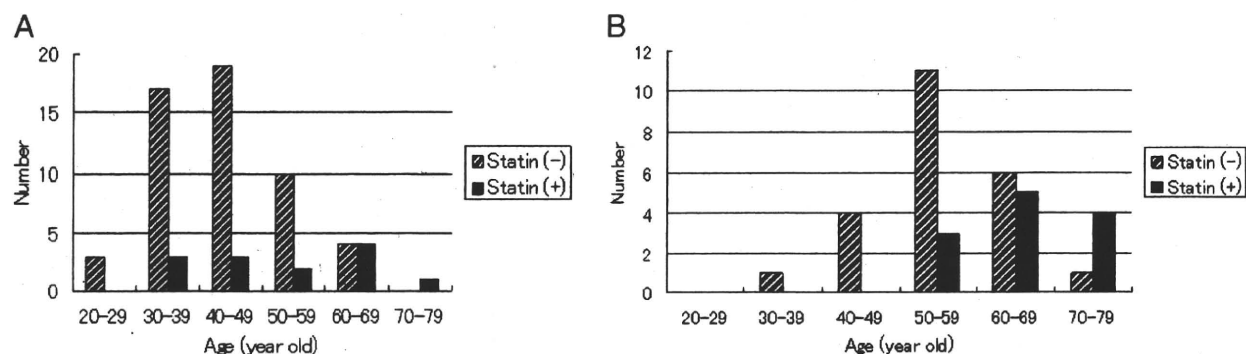 A
20
15
10
5
0
Number
20-29 30-39 40-49 50-59 60-69 70-79
Age (year old)
Statin (-)
Statin (+)
B
12
10
8
6
4
2
0
Number
20-29 30-39 40-49 50-59 60-69 70-79
Age (year old)
Statin (-)
Statin (+)